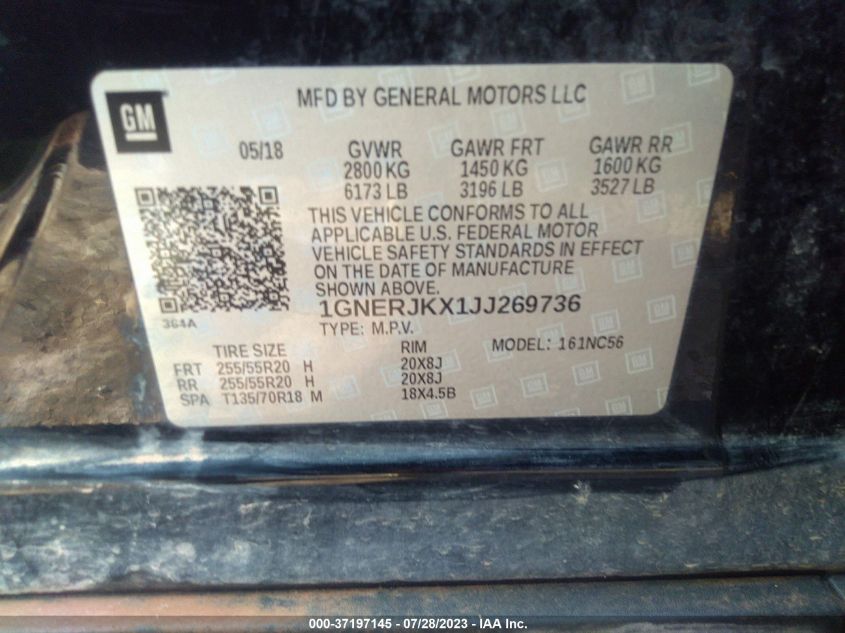 GM
MFD BY GENERAL MOTORS LLC
05/18 GVWR GAWR FRT GAWR RR
2800 KG 1450 KG 1600 KG
6173 LB 3196 LB 3527 LB
THIS VEHICLE CONFORMS TO ALL
APPLICABLE U.S. FEDERAL MOTOR
VEHICLE SAFETY STANDARDS IN EFFECT
ON THE DATE OF MANUFACTURE
SHOWN ABOVE.
364A
1GNERJKX1JJ269736
TYPE: M.P.V.
MODEL: 161NC56
TIRE SIZE RIM
FRT 255/55R20 H 20X8J
RR 255/55R20 H 20X8J
SPA T135/70R18 M 18X4.5B
000-37197145 / 07/28/2023 - IAA Inc.